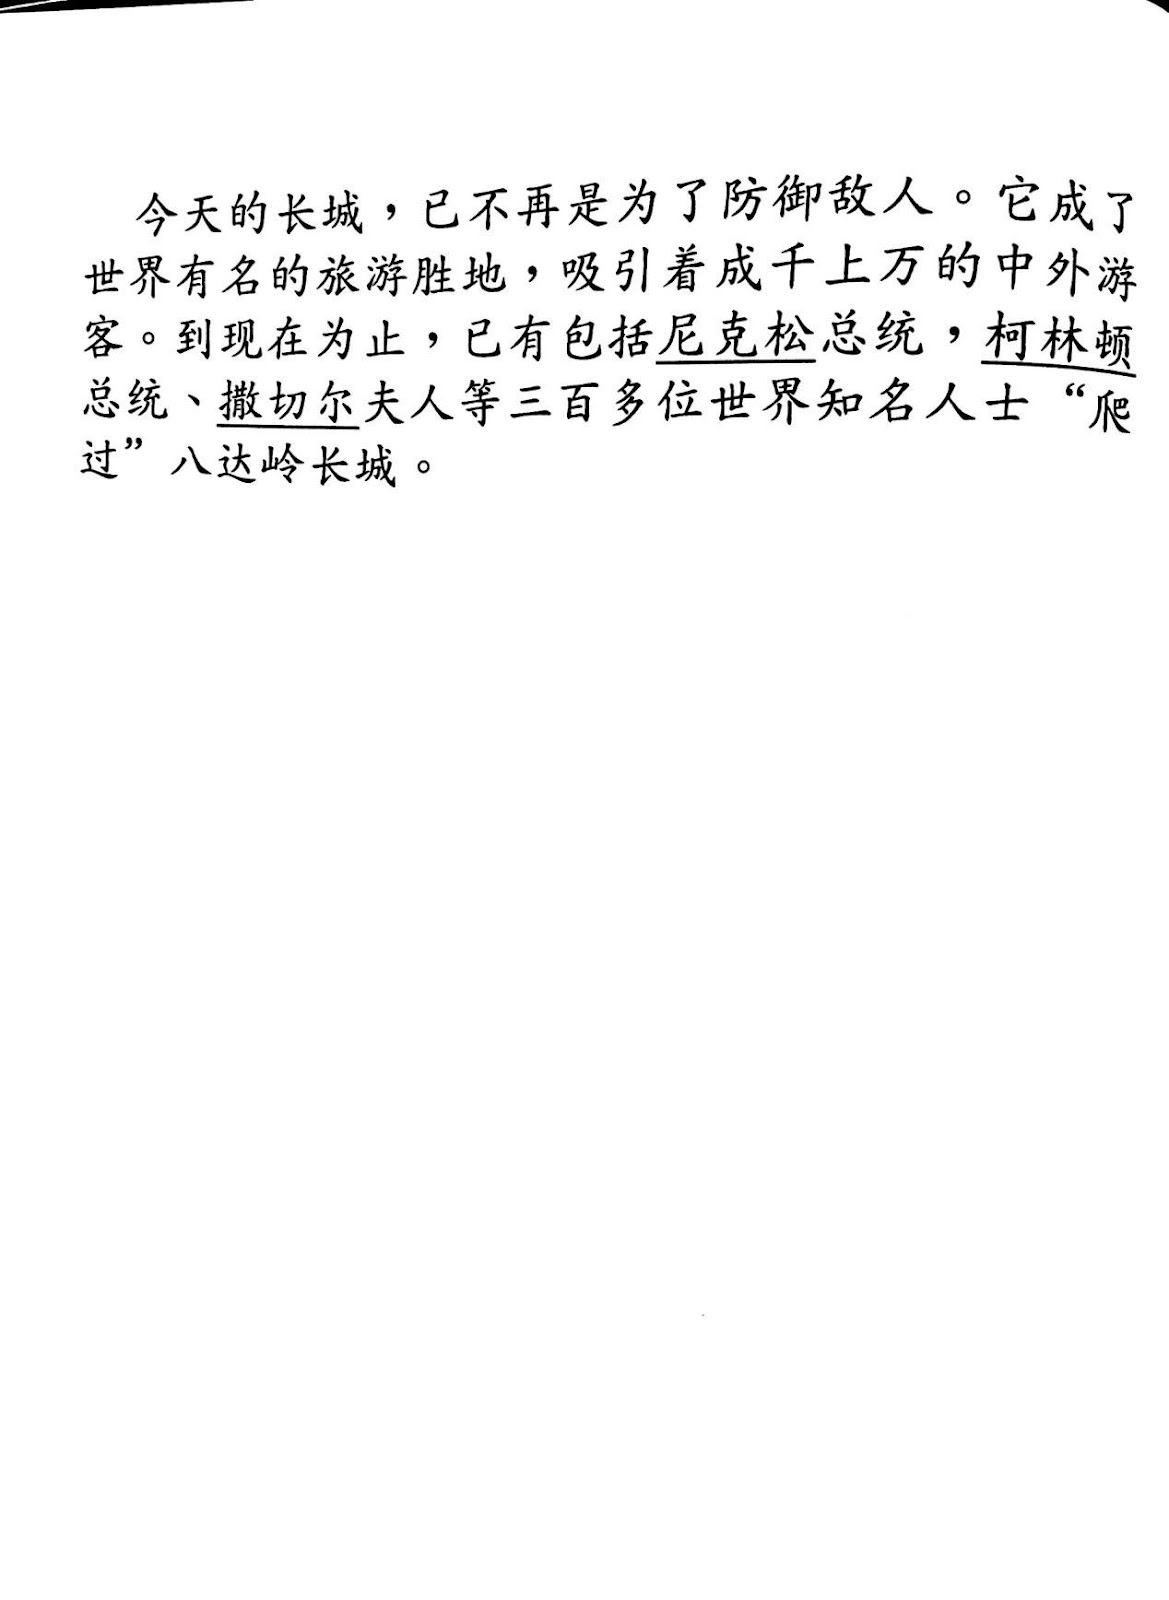 今天的长城，已不再是为了防御敌人。它成了
世界有名的旅游胜地，吸引着成千上万的中外游
客。到现在为止，已有包括尼克松总统，柯林顿
总统、撒切尔夫人等三百多位世界知名人士“爬
过”八达岭长城。